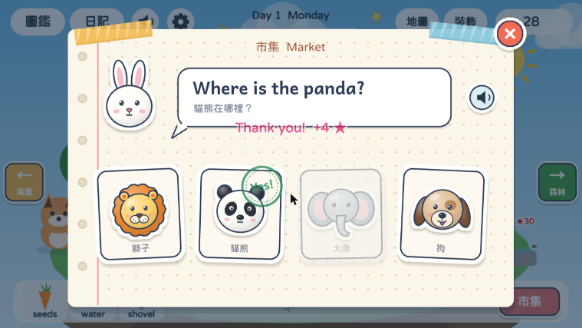 圖鑑
日記
Day 1 Monday
地圖
裝飾
28
市集 Market
Where is the panda?
貓熊在哪裡？
Thank you! +4 ★
←
→
森林
yes!
獅子
貓熊
大象
狗
★30
seeds
water
shovel
市集